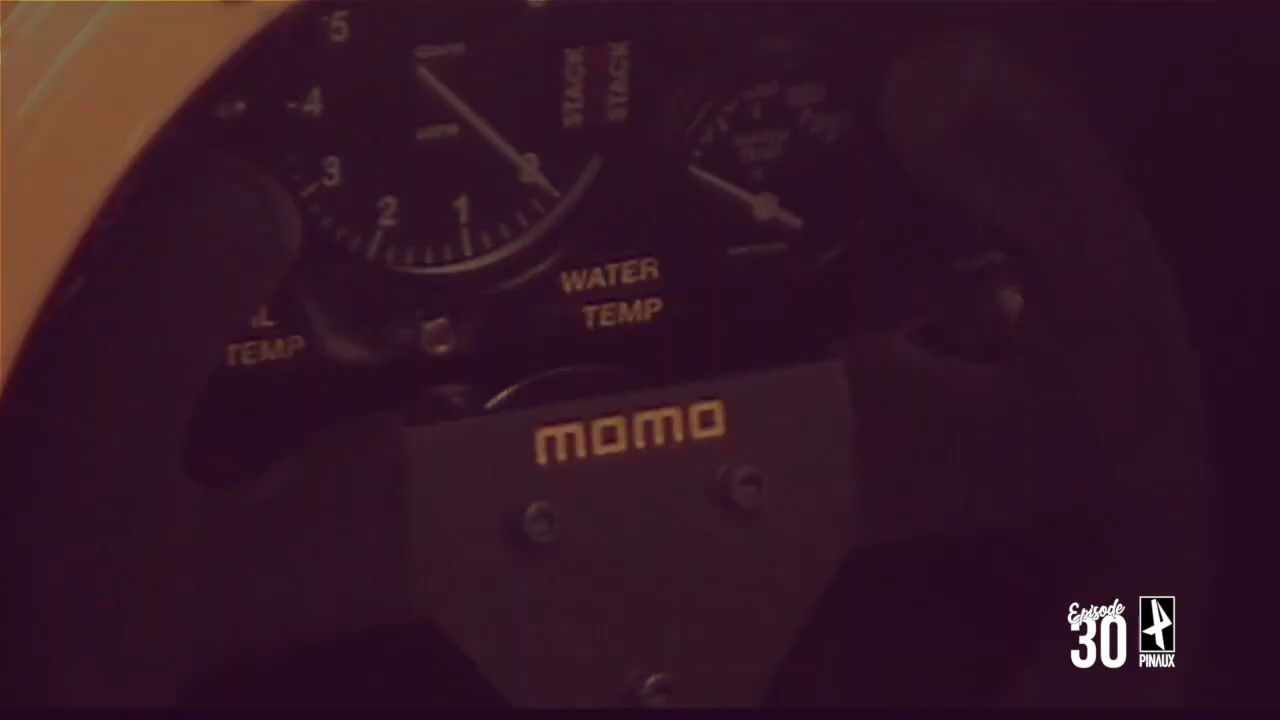 5
4
3
2
1
STACK
STACK
WATER
TEMP
TEMP
momo
Episode
30
PINAUX